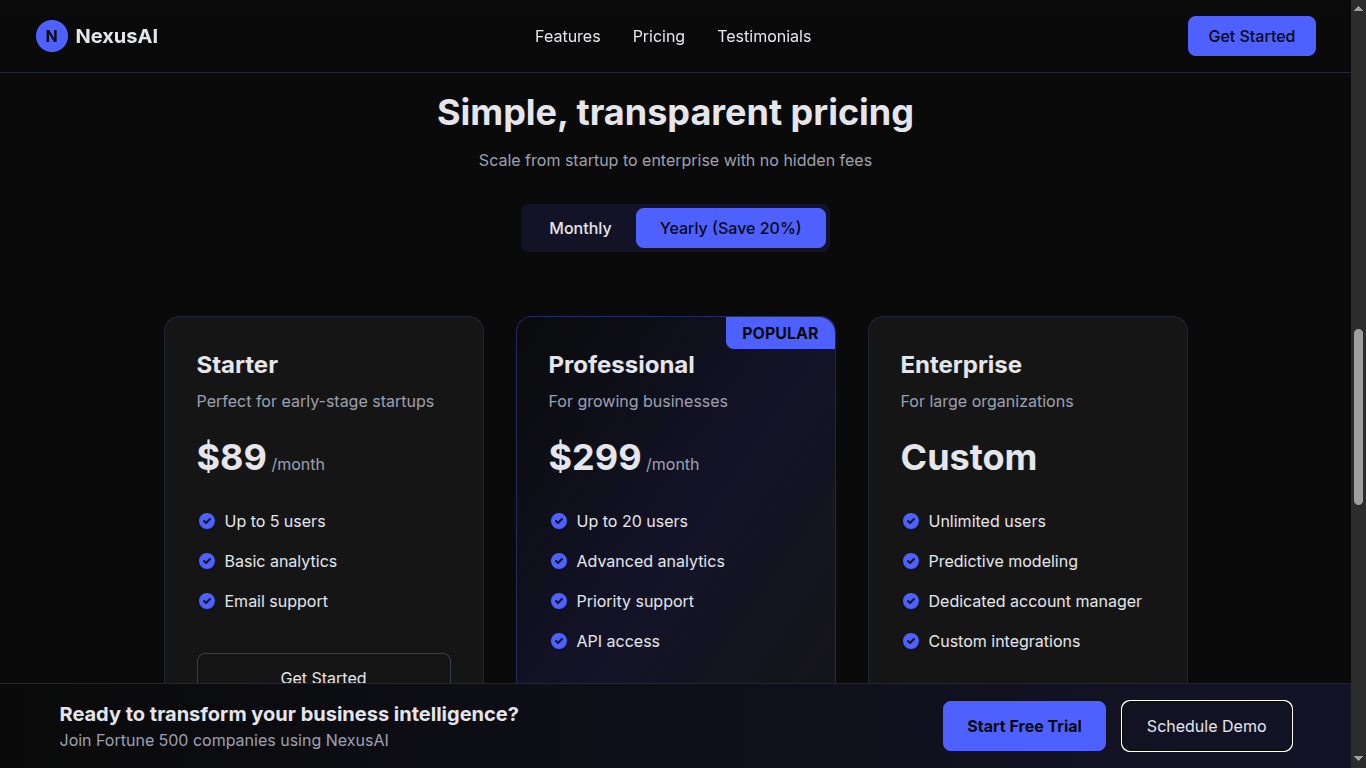 N NexusAI
Features Pricing Testimonials
Get Started
Simple, transparent pricing
Scale from startup to enterprise with no hidden fees
Monthly
Yearly (Save 20%)
Starter
Perfect for early-stage startups
$89 /month
Up to 5 users
Basic analytics
Email support
Get Started
POPULAR
Professional
For growing businesses
$299 /month
Up to 20 users
Advanced analytics
Priority support
API access
Enterprise
For large organizations
Custom
Unlimited users
Predictive modeling
Dedicated account manager
Custom integrations
Ready to transform your business intelligence?
Join Fortune 500 companies using NexusAI
Start Free Trial
Schedule Demo